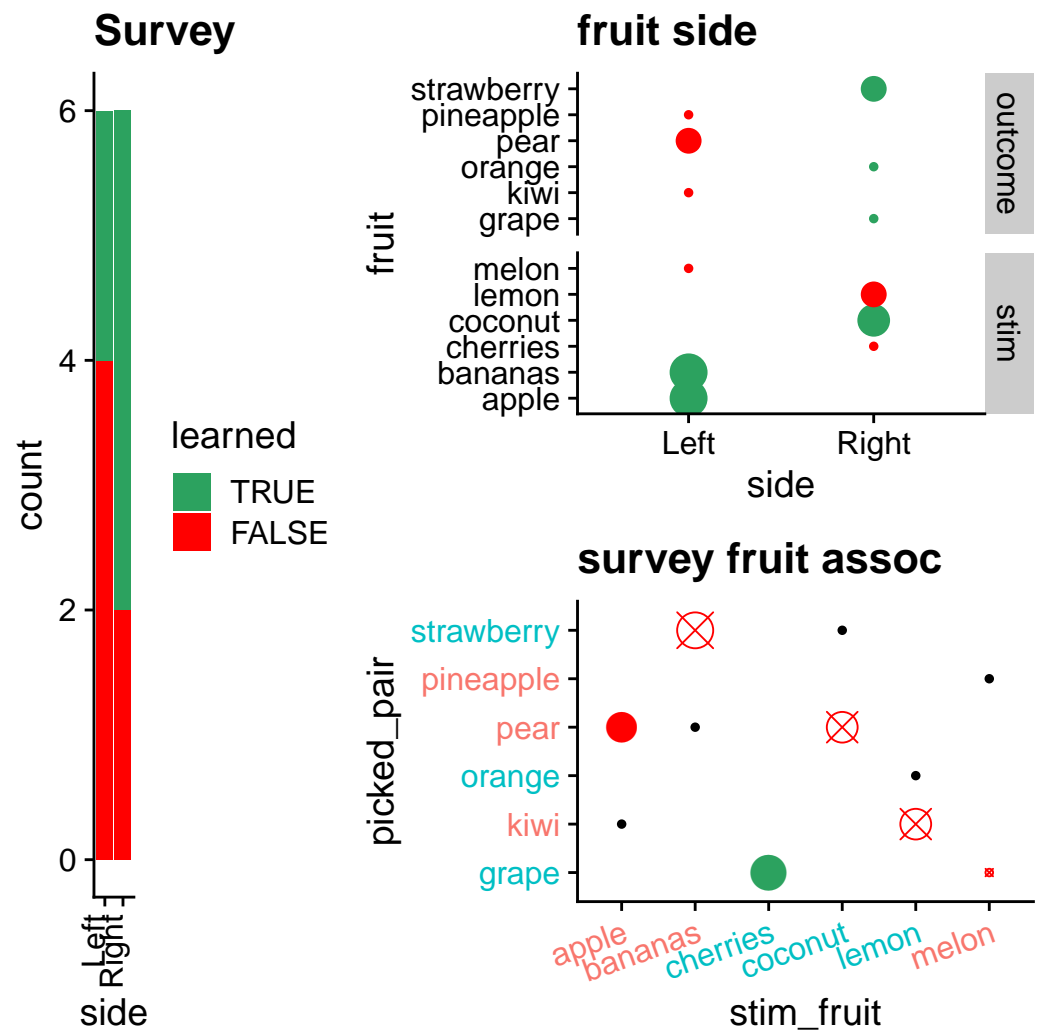 Survey
count
6
4
2
0
Left
Right
side
learned
TRUE
FALSE
fruit side
fruit
strawberry
pineapple
pear
orange
kiwi
grape
outcome
melon
lemon
coconut
cherries
bananas
apple
stim
Left
Right
side
survey fruit assoc
picked_pair
strawberry
pineapple
pear
orange
kiwi
grape
apple
bananas
cherries
coconut
lemon
melon
stim_fruit